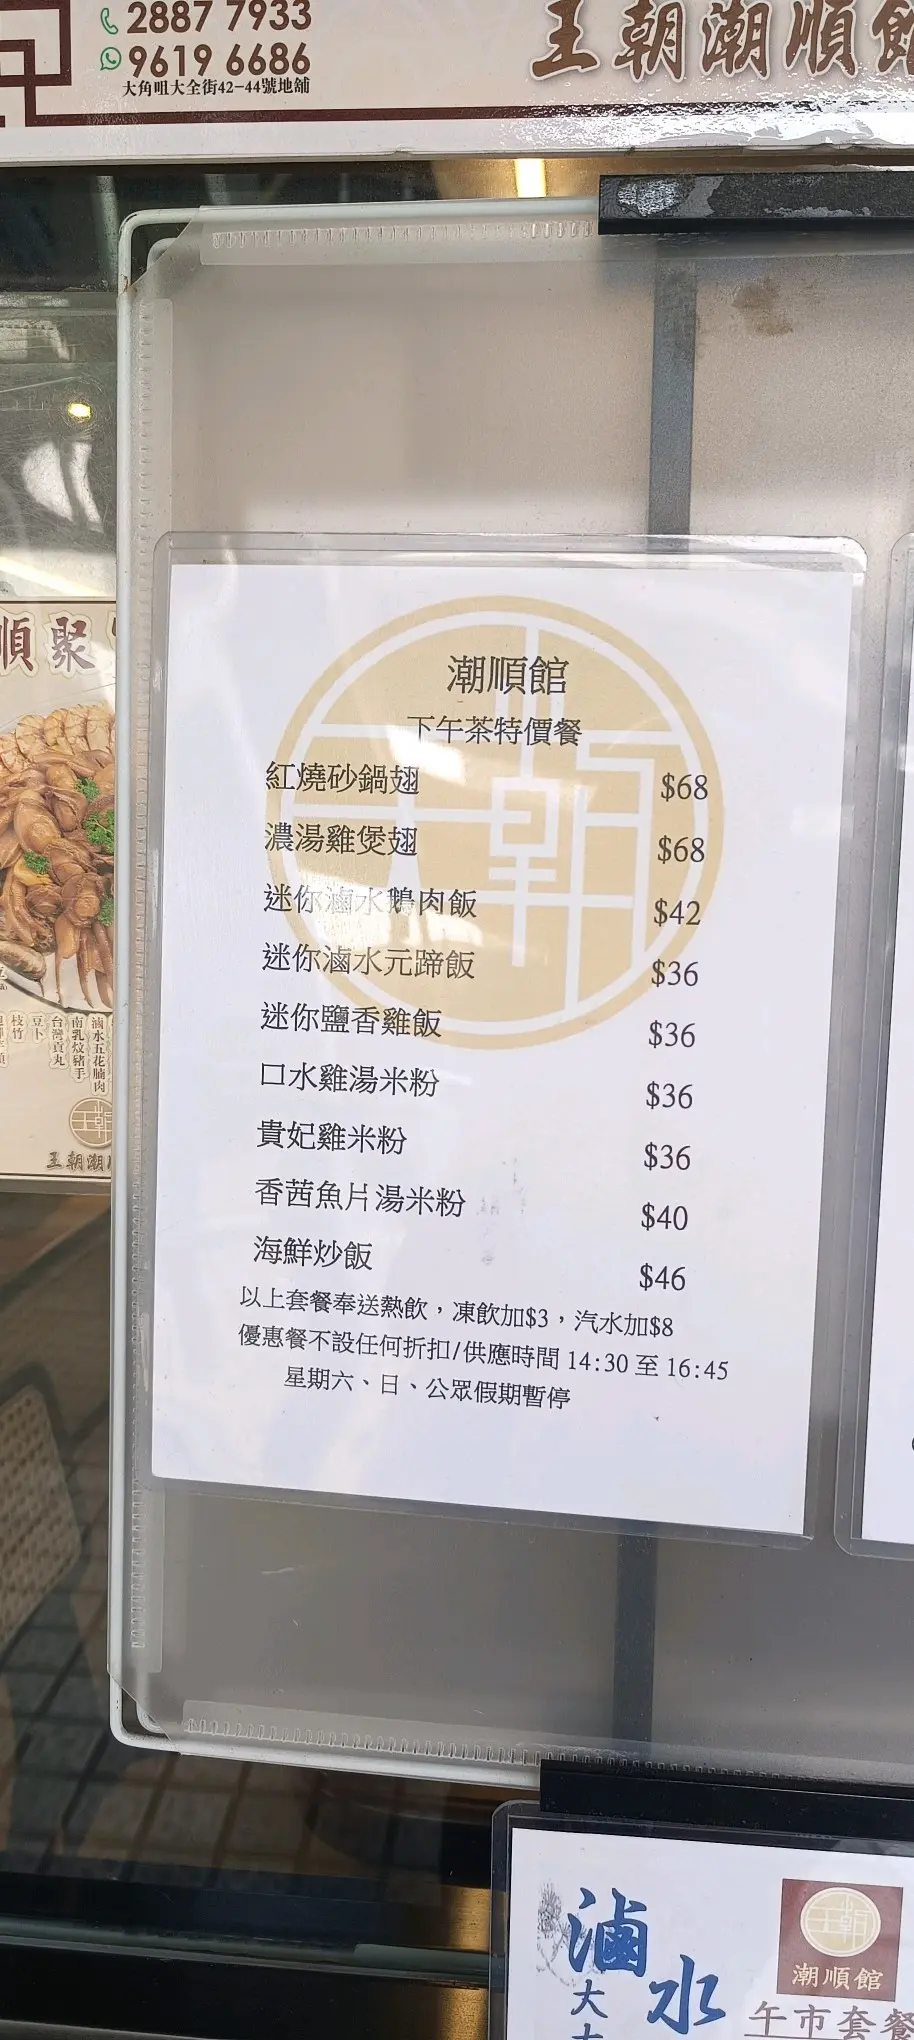 2887 7933
9619 6686
大角咀大全街42-44號地舖
王朝潮順館
順聚
滷水五花腩肉
南乳炆豬手
台灣貢丸
豆卜
枝竹
王朝潮
潮順館
下午茶特價餐
紅燒砂鍋翅 $68
濃湯雞煲翅 $68
迷你滷水鵝肉飯 $42
迷你滷水元蹄飯 $36
迷你鹽香雞飯 $36
口水雞湯米粉 $36
貴妃雞米粉 $36
香茜魚片湯米粉 $40
海鮮炒飯 $46
以上套餐奉送熱飲，凍飲加$3，汽水加$8
優惠餐不設任何折扣/供應時間 14:30 至 16:45
星期六、日、公眾假期暫停
滷水
大
潮順館
午市套餐